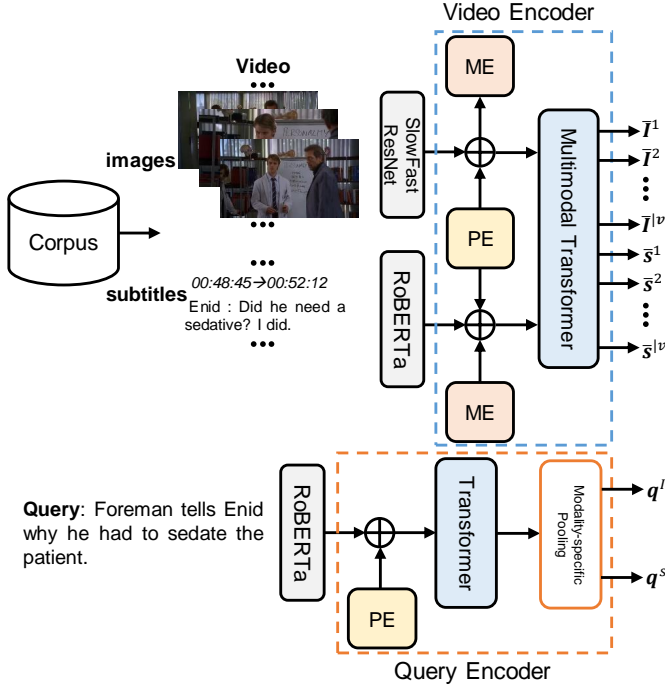 Video Encoder
Video
•••
images
Corpus
•••
•••
subtitles
00:48:45→00:52:12
Enid : Did he need a
sedative? I did.
•••
SlowFast
ResNet
RoBERTa
ME
PE
ME
Multimodal Transformer
Ī¹
Ī²
Ī|v
s̄¹
s̄²
s̄|v
Query: Foreman tells Enid
why he had to sedate the
patient.
RoBERTa
PE
Transformer
Modality-specific
Pooling
qᴵ
qˢ
Query Encoder